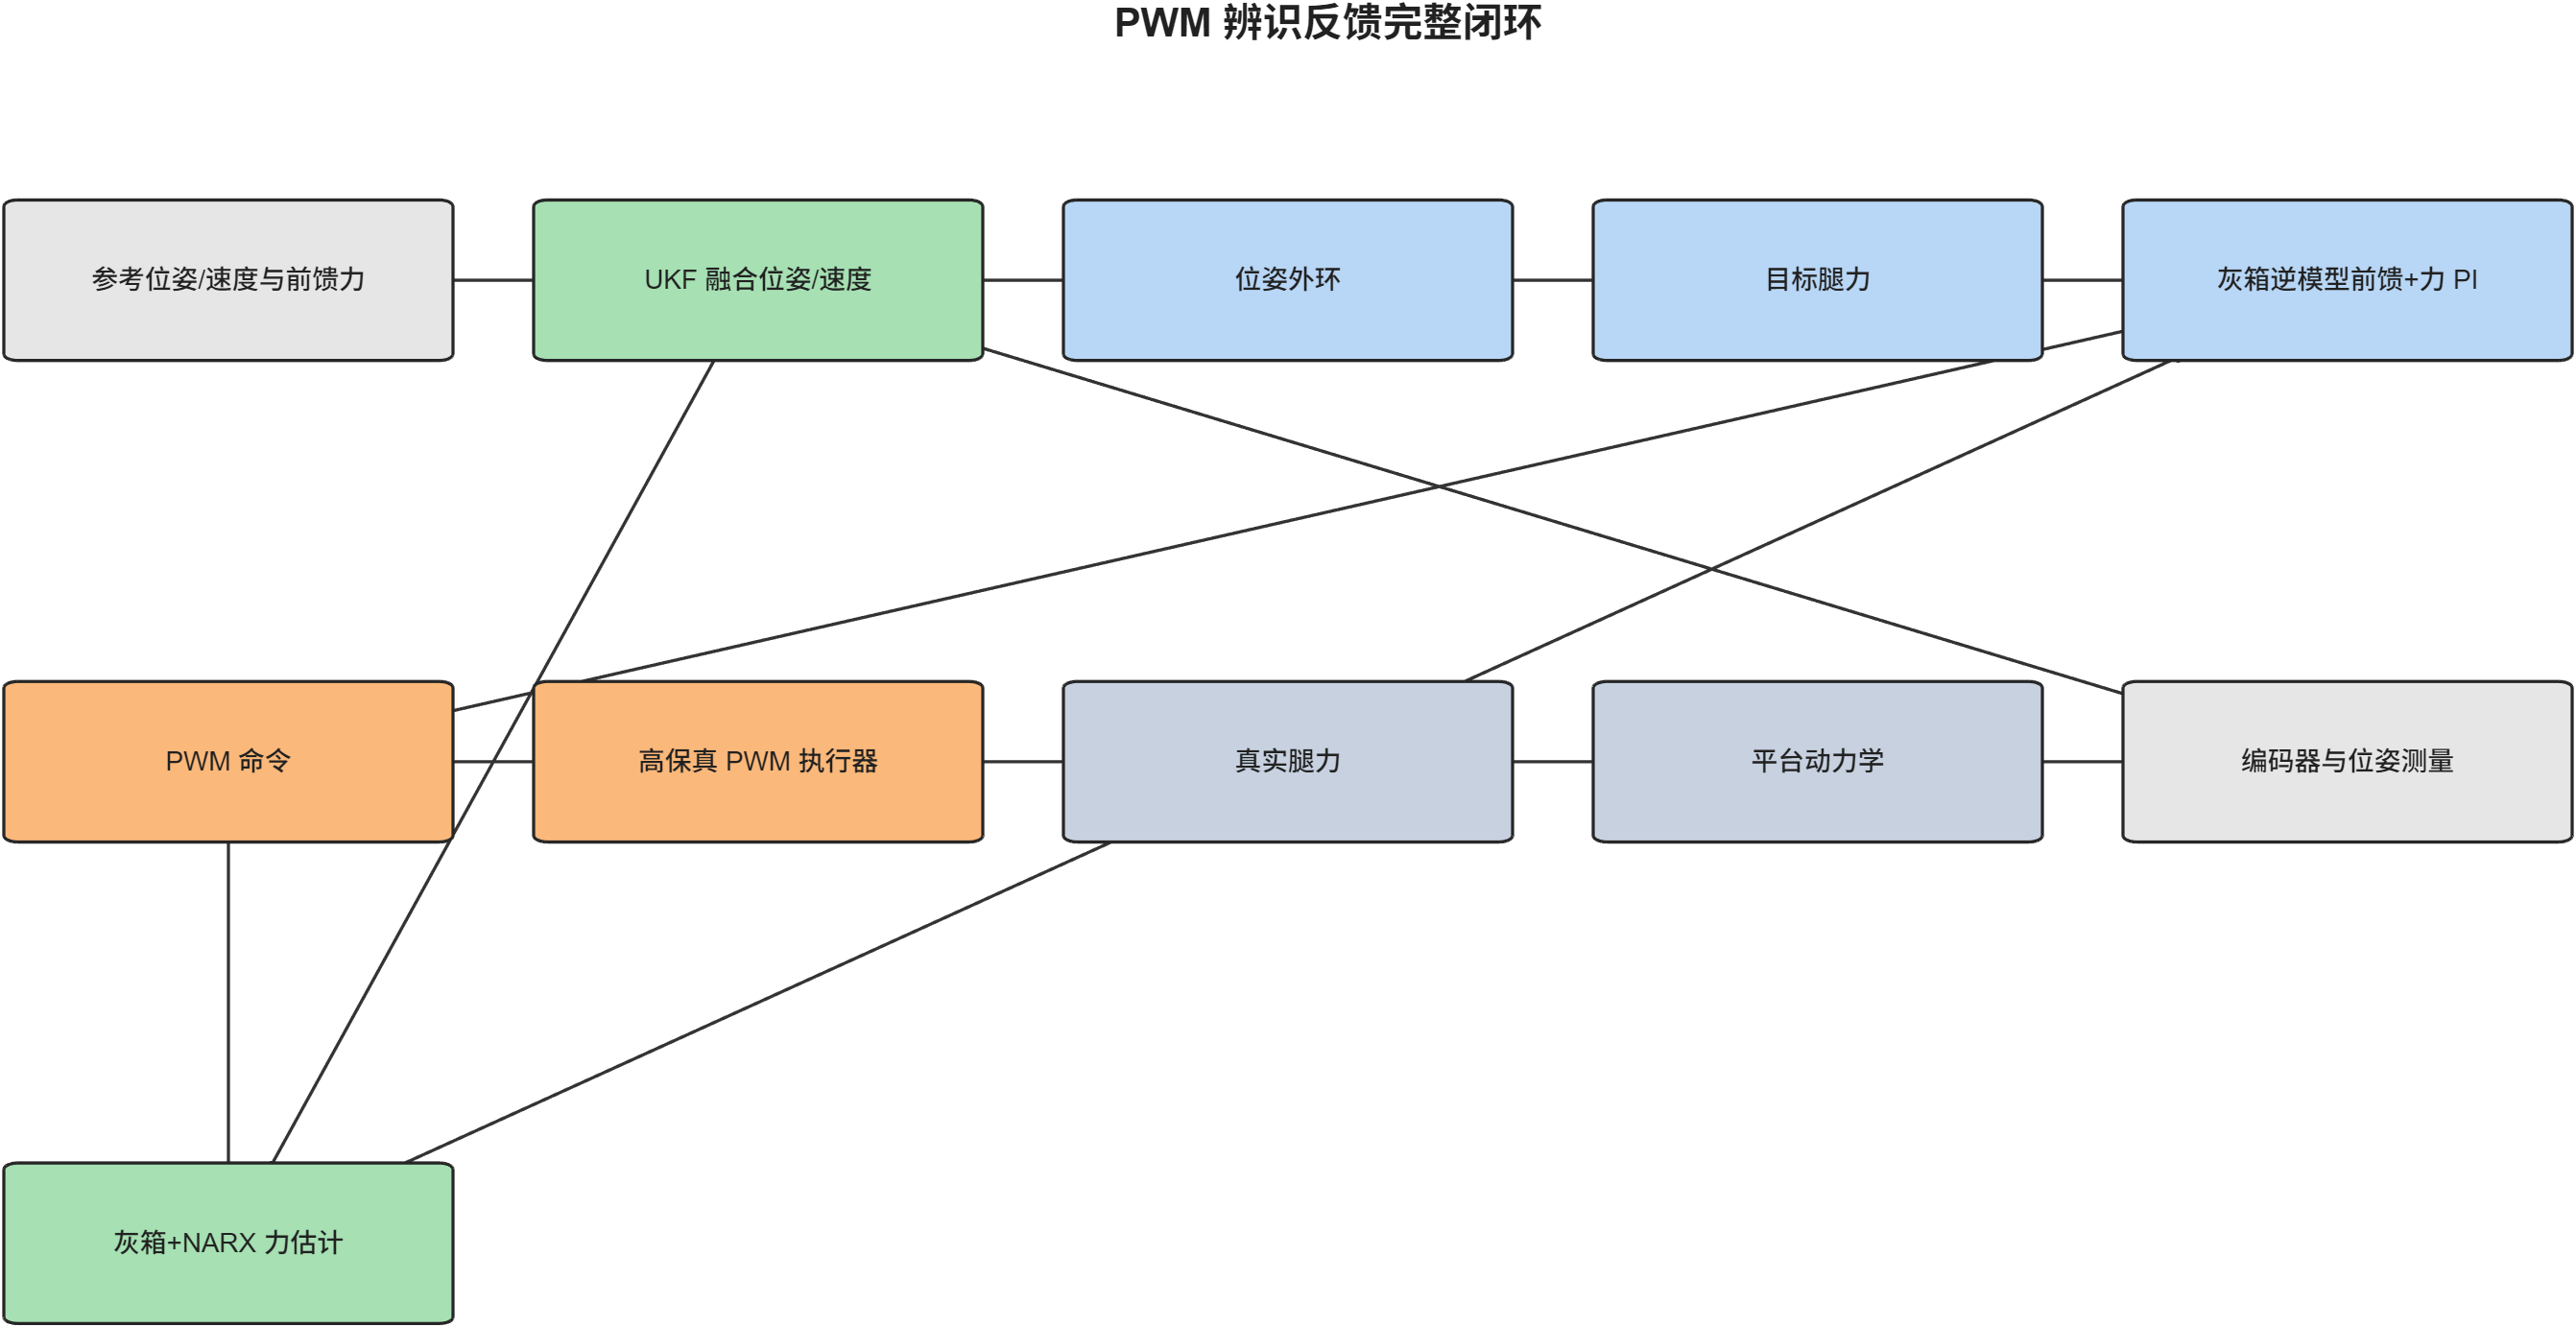 PWM 辨识反馈完整闭环
参考位姿/速度与前馈力
UKF 融合位姿/速度
位姿外环
目标腿力
灰箱逆模型前馈+力 PI
PWM 命令
高保真 PWM 执行器
真实腿力
平台动力学
编码器与位姿测量
灰箱+NARX 力估计